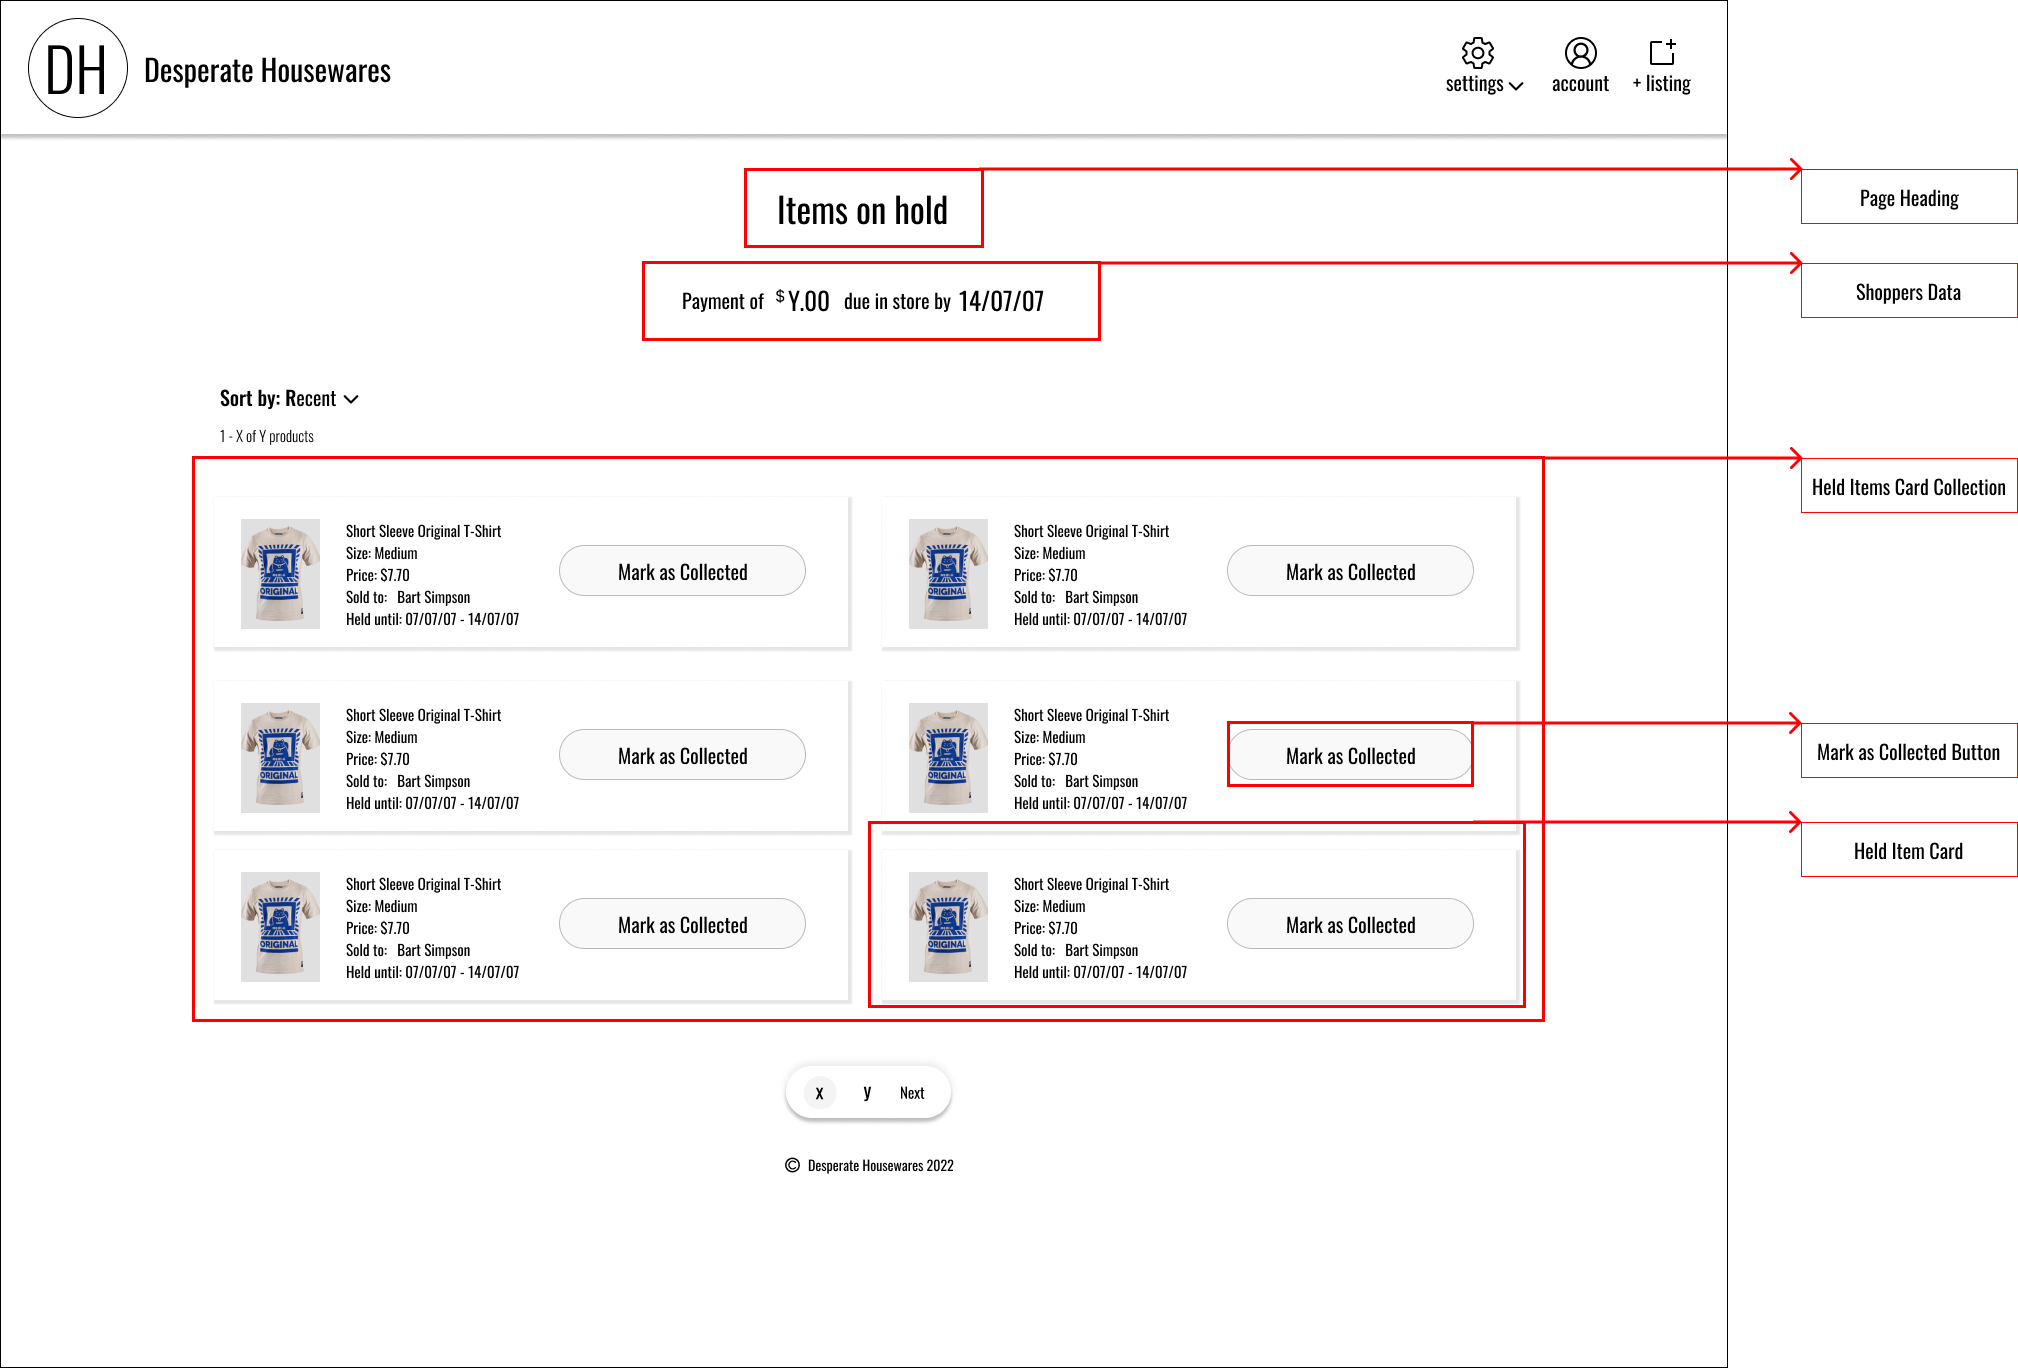 DH
Desperate Housewares
settings
account
+ listing
Items on hold
Page Heading
Payment of $Y.00 due in store by 14/07/07
Shoppers Data
Sort by: Recent
1 - X of Y products
Held Items Card Collection
Short Sleeve Original T-Shirt
Size: Medium
Price: $7.70
Sold to: Bart Simpson
Held until: 07/07/07 - 14/07/07
ORIGINAL
Mark as Collected
Short Sleeve Original T-Shirt
Size: Medium
Price: $7.70
Sold to: Bart Simpson
Held until: 07/07/07 - 14/07/07
ORIGINAL
Mark as Collected
Short Sleeve Original T-Shirt
Size: Medium
Price: $7.70
Sold to: Bart Simpson
Held until: 07/07/07 - 14/07/07
ORIGINAL
Mark as Collected
Short Sleeve Original T-Shirt
Size: Medium
Price: $7.70
Sold to: Bart Simpson
Held until: 07/07/07 - 14/07/07
ORIGINAL
Mark as Collected
Mark as Collected Button
Held Item Card
Short Sleeve Original T-Shirt
Size: Medium
Price: $7.70
Sold to: Bart Simpson
Held until: 07/07/07 - 14/07/07
ORIGINAL
Mark as Collected
Short Sleeve Original T-Shirt
Size: Medium
Price: $7.70
Sold to: Bart Simpson
Held until: 07/07/07 - 14/07/07
ORIGINAL
Mark as Collected
x y Next
© Desperate Housewares 2022